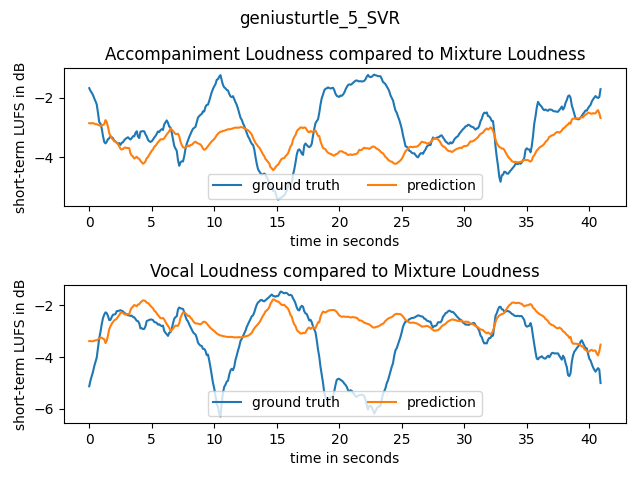 geniusturtle_5_SVR
Accompaniment Loudness compared to Mixture Loudness
short-term LUFS in dB
−2
−4
ground truth
prediction
0 5 10 15 20 25 30 35 40
time in seconds
Vocal Loudness compared to Mixture Loudness
short-term LUFS in dB
−2
−4
−6
ground truth
prediction
0 5 10 15 20 25 30 35 40
time in seconds